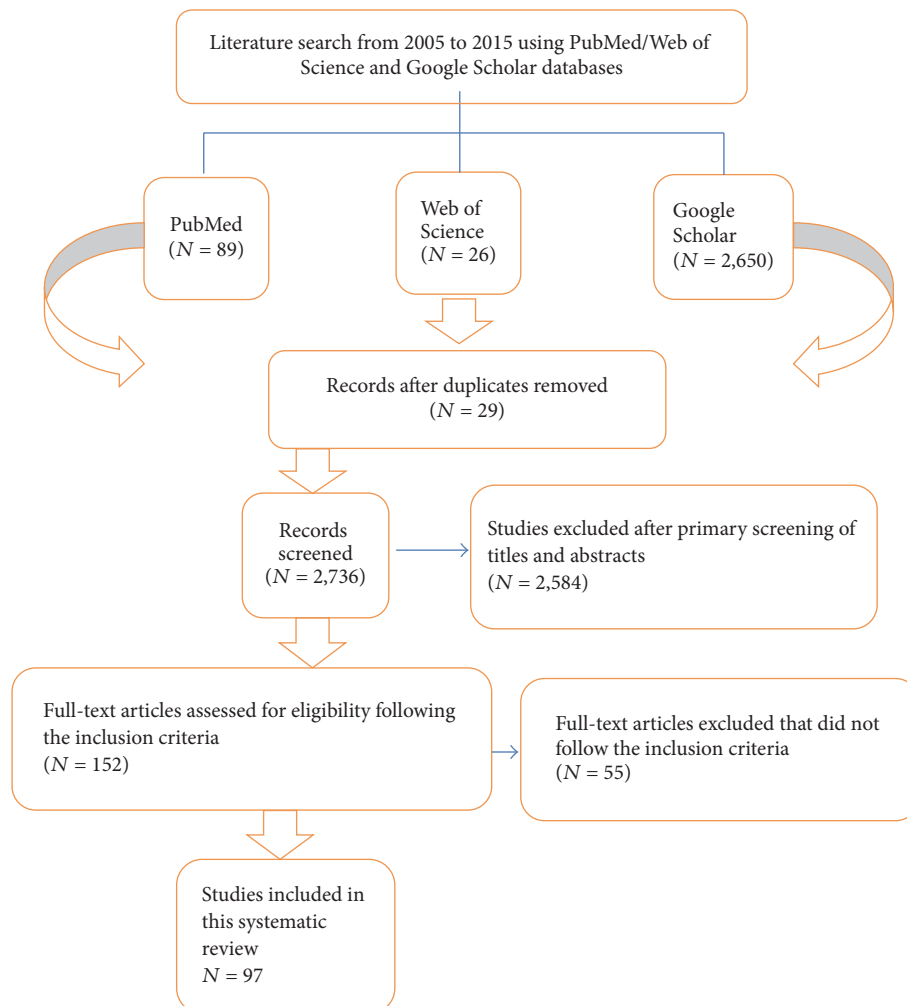 Literature search from 2005 to 2015 using PubMed/Web of
Science and Google Scholar databases
PubMed
(N = 89)
Web of
Science
(N = 26)
Google
Scholar
(N = 2,650)
Records after duplicates removed
(N = 29)
Records
screened
(N = 2,736)
Studies excluded after primary screening of
titles and abstracts
(N = 2,584)
Full-text articles assessed for eligibility following
the inclusion criteria
(N = 152)
Full-text articles excluded that did not
follow the inclusion criteria
(N = 55)
Studies included in
this systematic
review
N = 97